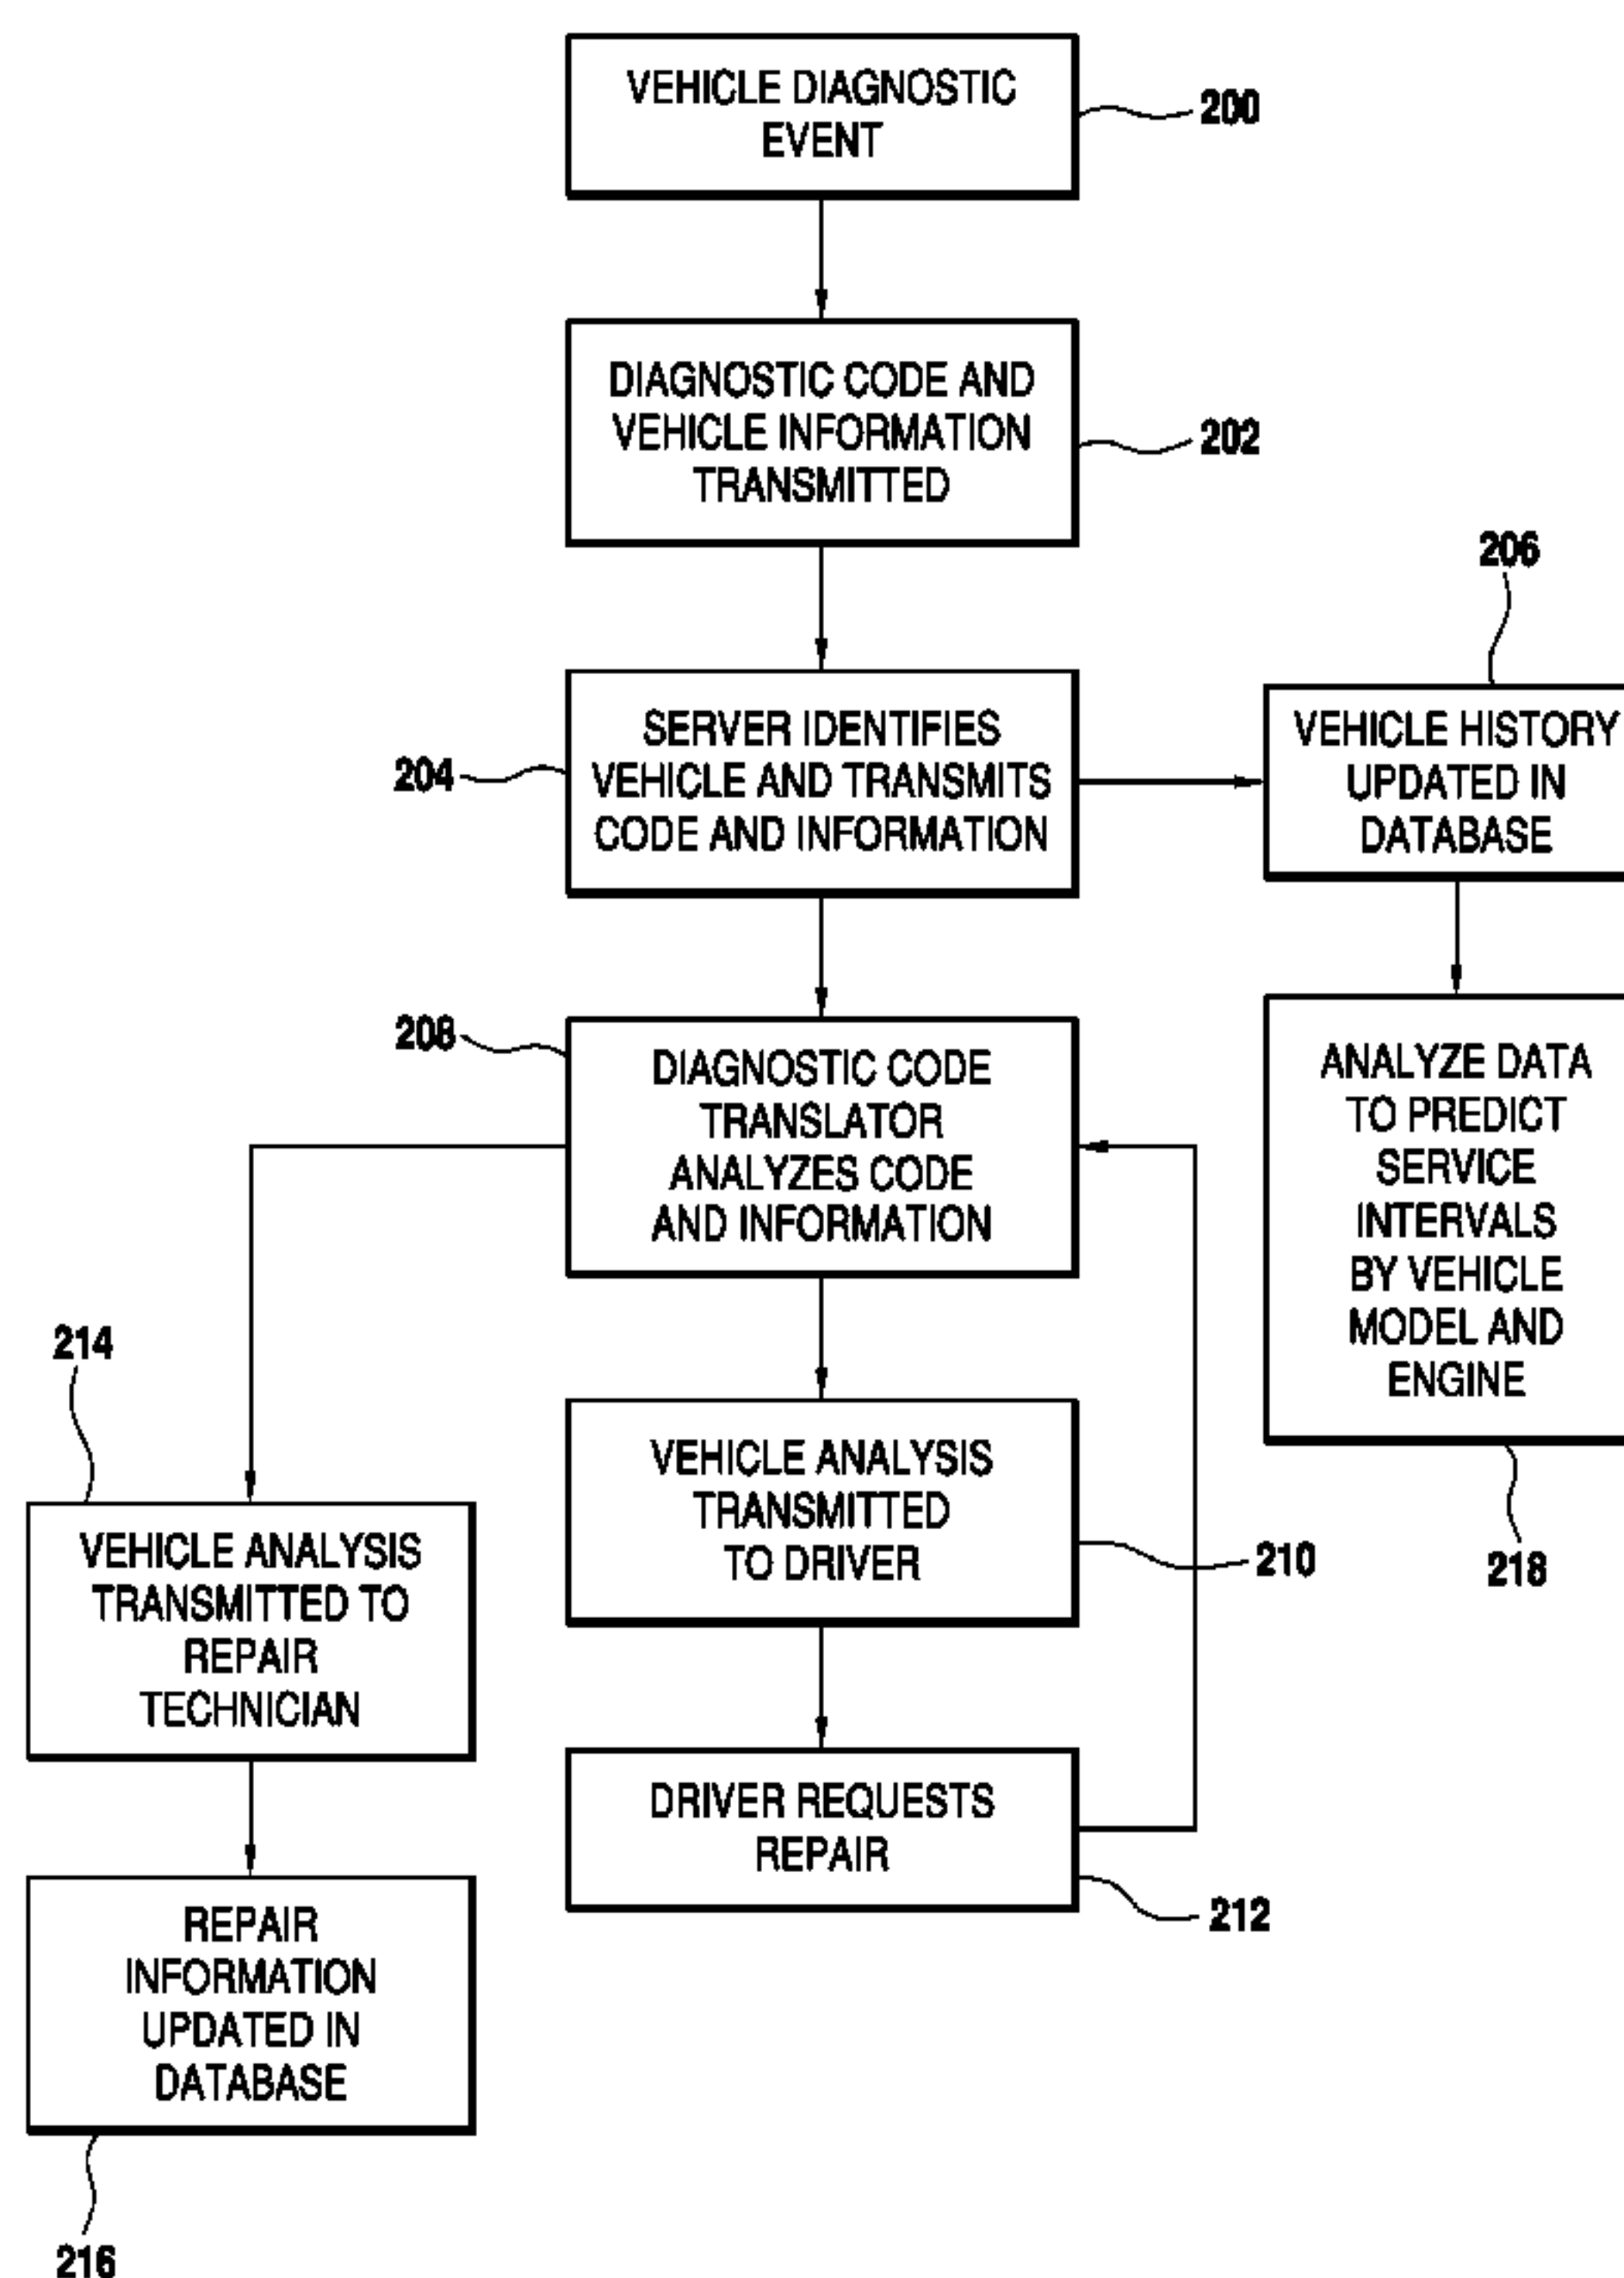 VEHICLE DIAGNOSTIC
EVENT
200
DIAGNOSTIC CODE AND
VEHICLE INFORMATION
TRANSMITTED
202
206
204
SERVER IDENTIFIES
VEHICLE AND TRANSMITS
CODE AND INFORMATION
VEHICLE HISTORY
UPDATED IN
DATABASE
208
DIAGNOSTIC CODE
TRANSLATOR
ANALYZES CODE
AND INFORMATION
ANALYZE DATA
TO PREDICT
SERVICE
INTERVALS
BY VEHICLE
MODEL AND
ENGINE
218
214
VEHICLE ANALYSIS
TRANSMITTED
TO DRIVER
210
VEHICLE ANALYSIS
TRANSMITTED TO
REPAIR
TECHNICIAN
DRIVER REQUESTS
REPAIR
212
REPAIR
INFORMATION
UPDATED IN
DATABASE
216